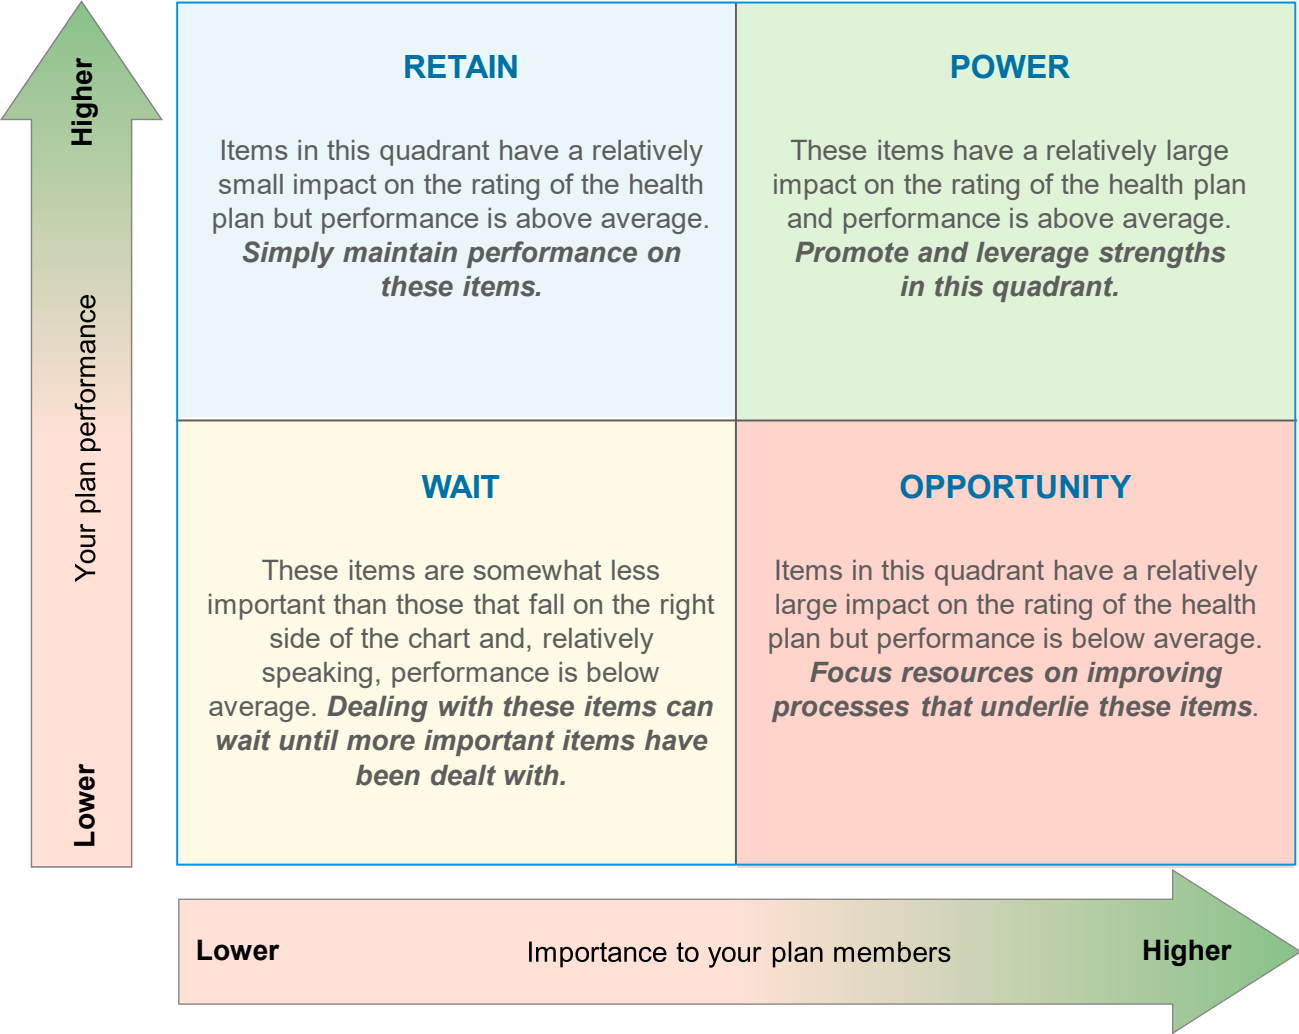 Higher
Your plan performance
Lower
RETAIN
Items in this quadrant have a relatively
small impact on the rating of the health
plan but performance is above average.
Simply maintain performance on
these items.
POWER
These items have a relatively large
impact on the rating of the health plan
and performance is above average.
Promote and leverage strengths
in this quadrant.
WAIT
These items are somewhat less
important than those that fall on the right
side of the chart and, relatively
speaking, performance is below
average. Dealing with these items can
wait until more important items have
been dealt with.
OPPORTUNITY
Items in this quadrant have a relatively
large impact on the rating of the health
plan but performance is below average.
Focus resources on improving
processes that underlie these items.
Lower
Importance to your plan members
Higher